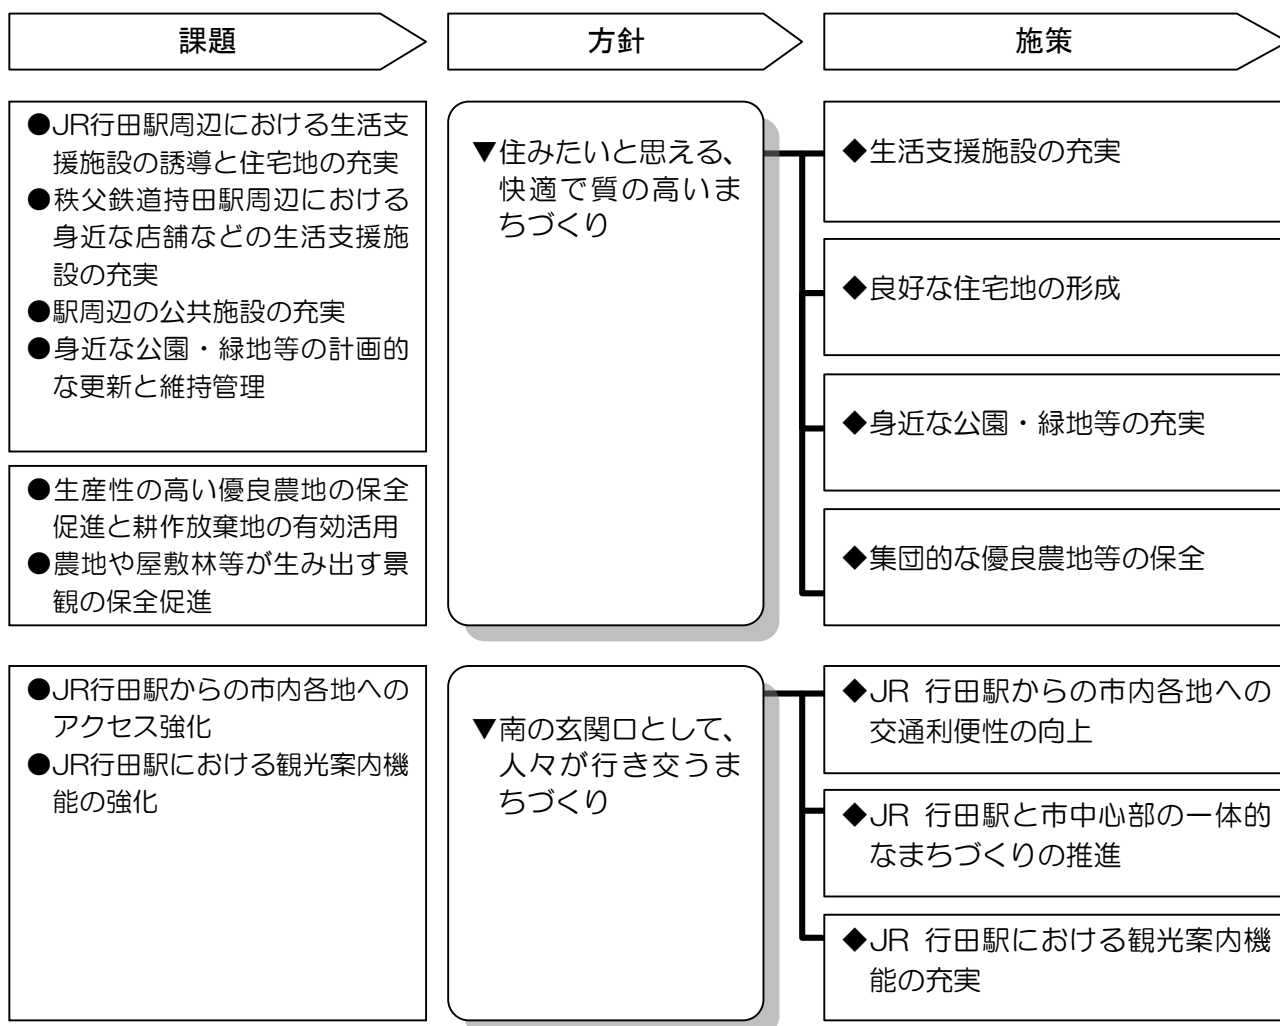 課題
方針
施策
●JR行田駅周辺における生活支
援施設の誘導と住宅地の充実
●秩父鉄道持田駅周辺における
身近な店舗などの生活支援施
設の充実
●駅周辺の公共施設の充実
●身近な公園・緑地等の計画的
な更新と維持管理
●生産性の高い優良農地の保全
促進と耕作放棄地の有効活用
●農地や屋敷林等が生み出す景
観の保全促進
▼住みたいと思える、
快適で質の高いま
ちづくり
◆生活支援施設の充実
◆良好な住宅地の形成
◆身近な公園・緑地等の充実
◆集団的な優良農地等の保全
●JR行田駅からの市内各地への
アクセス強化
●JR行田駅における観光案内機
能の強化
▼南の玄関口として、
人々が行き交うま
ちづくり
◆JR 行田駅からの市内各地への
交通利便性の向上
◆JR 行田駅と市中心部の一体的
なまちづくりの推進
◆JR 行田駅における観光案内機
能の充実